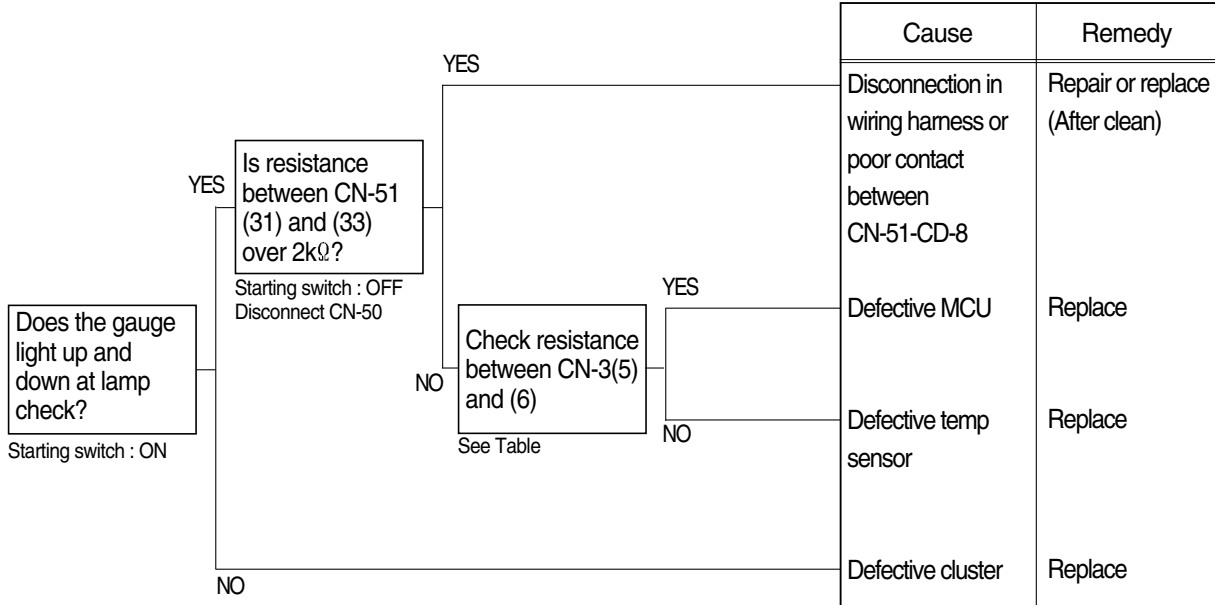 Cause
Remedy
YES
Disconnection in
wiring harness or
poor contact
between
CN-51-CD-8
Repair or replace
(After clean)
YES
Is resistance
between CN-51
(31) and (33)
over 2kΩ?
Starting switch : OFF
Disconnect CN-50
YES
Defective MCU
Replace
Does the gauge
light up and
down at lamp
check?
Starting switch : ON
NO
Check resistance
between CN-3(5)
and (6)
See Table
NO
Defective temp
sensor
Replace
NO
Defective cluster
Replace